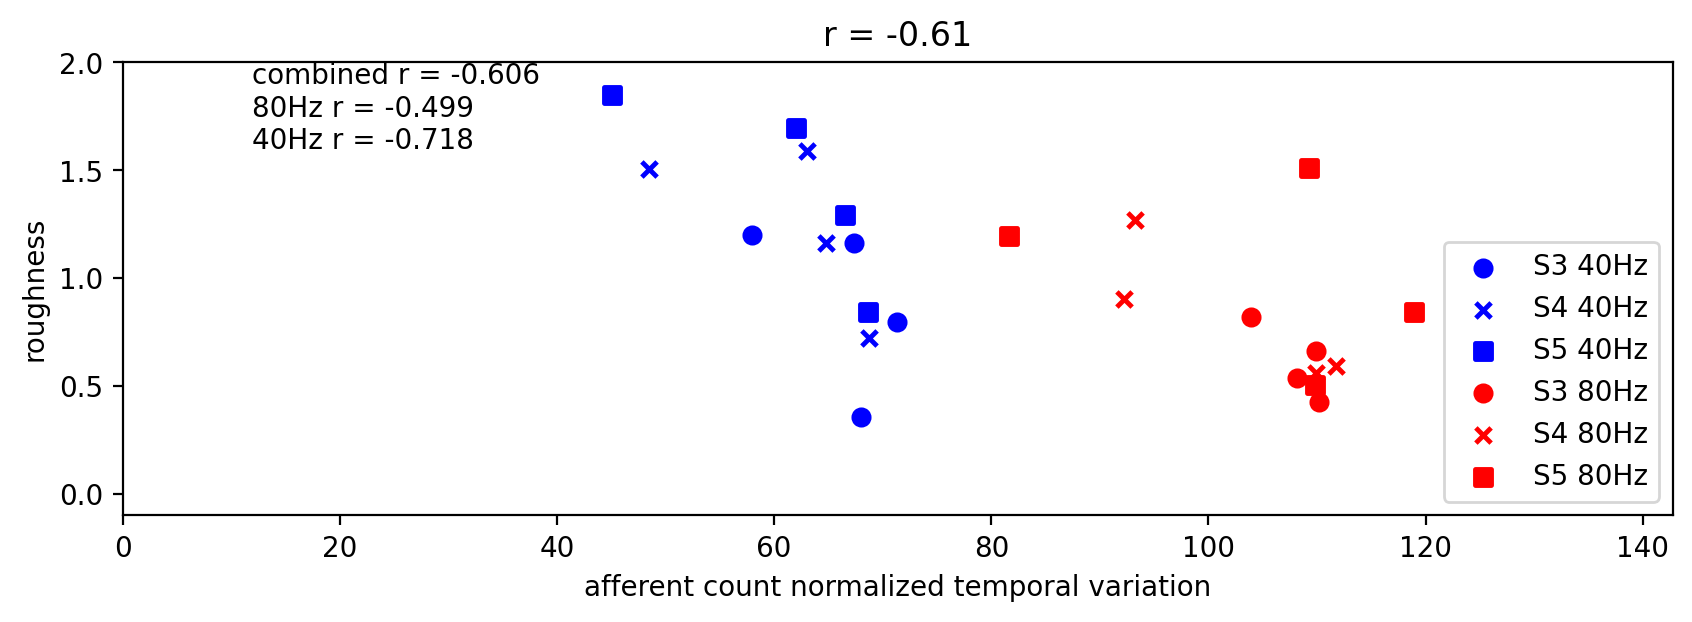 r = -0.61
combined r = -0.606
80Hz r = -0.499
40Hz r = -0.718
2.0
1.5
1.0
0.5
0.0
roughness
S3 40Hz
S4 40Hz
S5 40Hz
S3 80Hz
S4 80Hz
S5 80Hz
0 20 40 60 80 100 120 140
afferent count normalized temporal variation